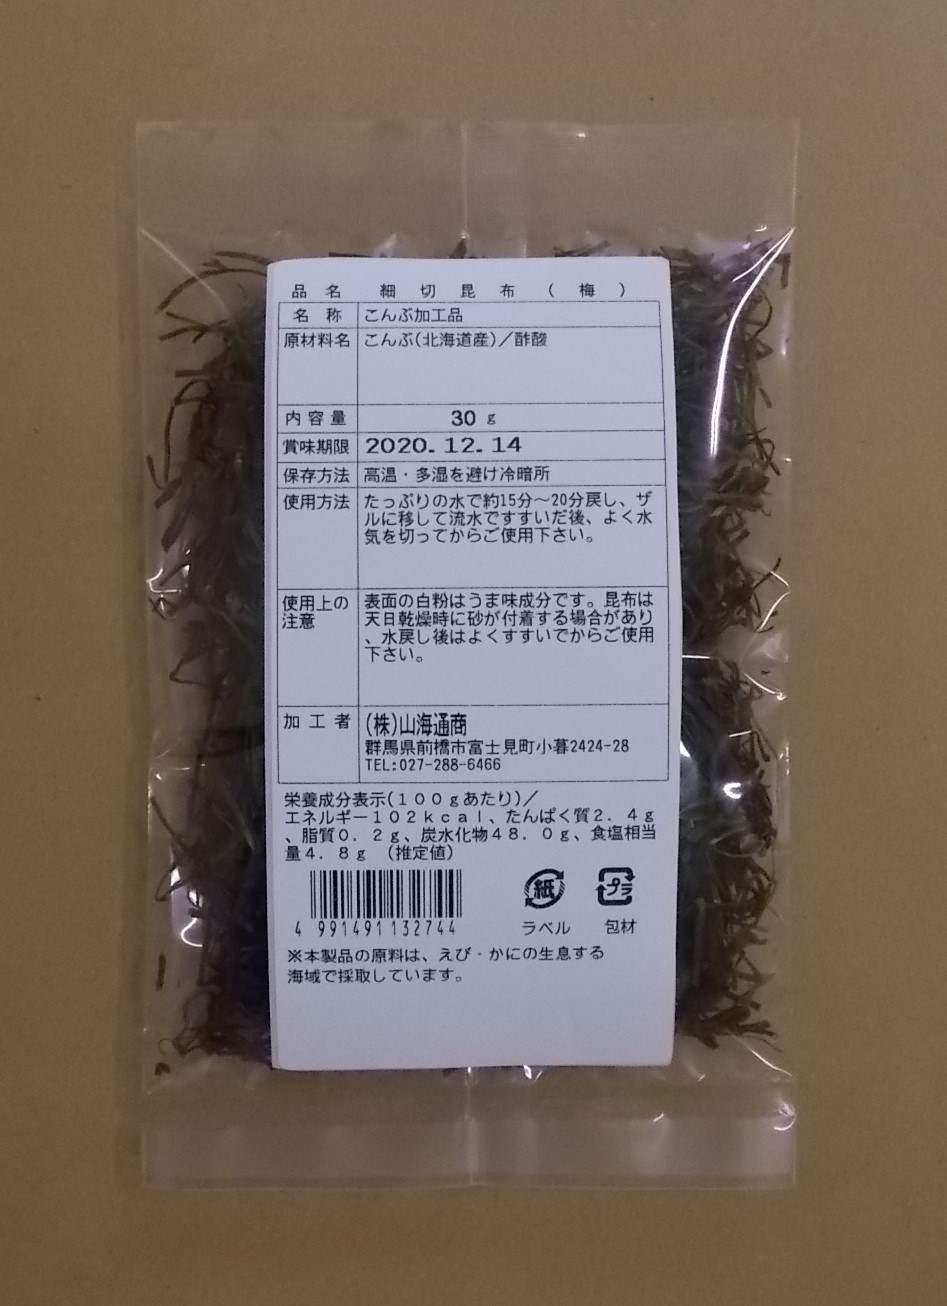 品名 細切昆布(梅)
名称 こんぶ加工品
原材料名 こんぶ(北海道産)／酢酸
内容量 30 g
賞味期限 2020.12.14
保存方法 高温・多湿を避け冷暗所
使用方法 たっぷりの水で約15分〜20分戻し、ザ
ルに移して流水ですすいだ後、よく水
気を切ってからご使用下さい。
使用上の 表面の白粉はうま味成分です。昆布は
注意 天日乾燥時に砂が付着する場合があり
、水戻し後はよくすすいでからご使用
下さい。
加工者 (株)山海通商
群馬県前橋市富士見町小暮2424-28
TEL:027-288-6466
栄養成分表示(１００ｇあたり)／
エネルギー１０２ｋｃａｌ、たんぱく質２．４ｇ
、脂質０．２ｇ、炭水化物４８．０ｇ、食塩相当
量４．８ｇ （推定値）
紙 プラ
4 991491 132744 ラベル 包材
※本製品の原料は、えび・かにの生息する
海域で採取しています。